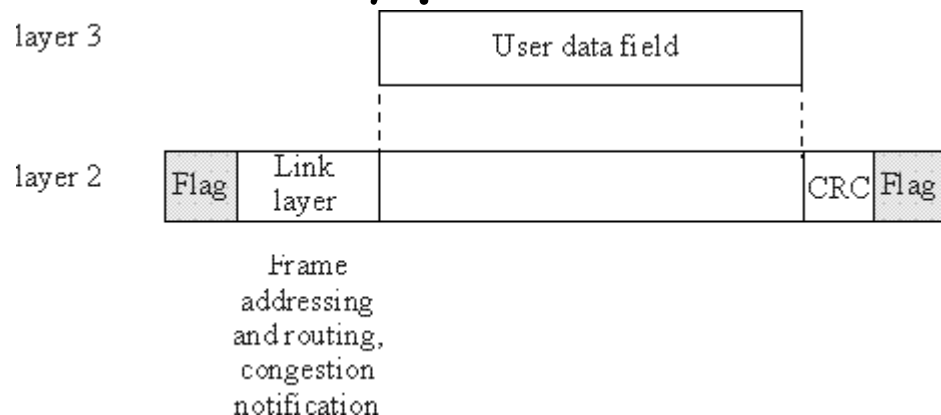 layer 3
User data field
layer 2
Flag
Link
layer
CRC
Flag
Frame
addressing
and routing,
congestion
notification